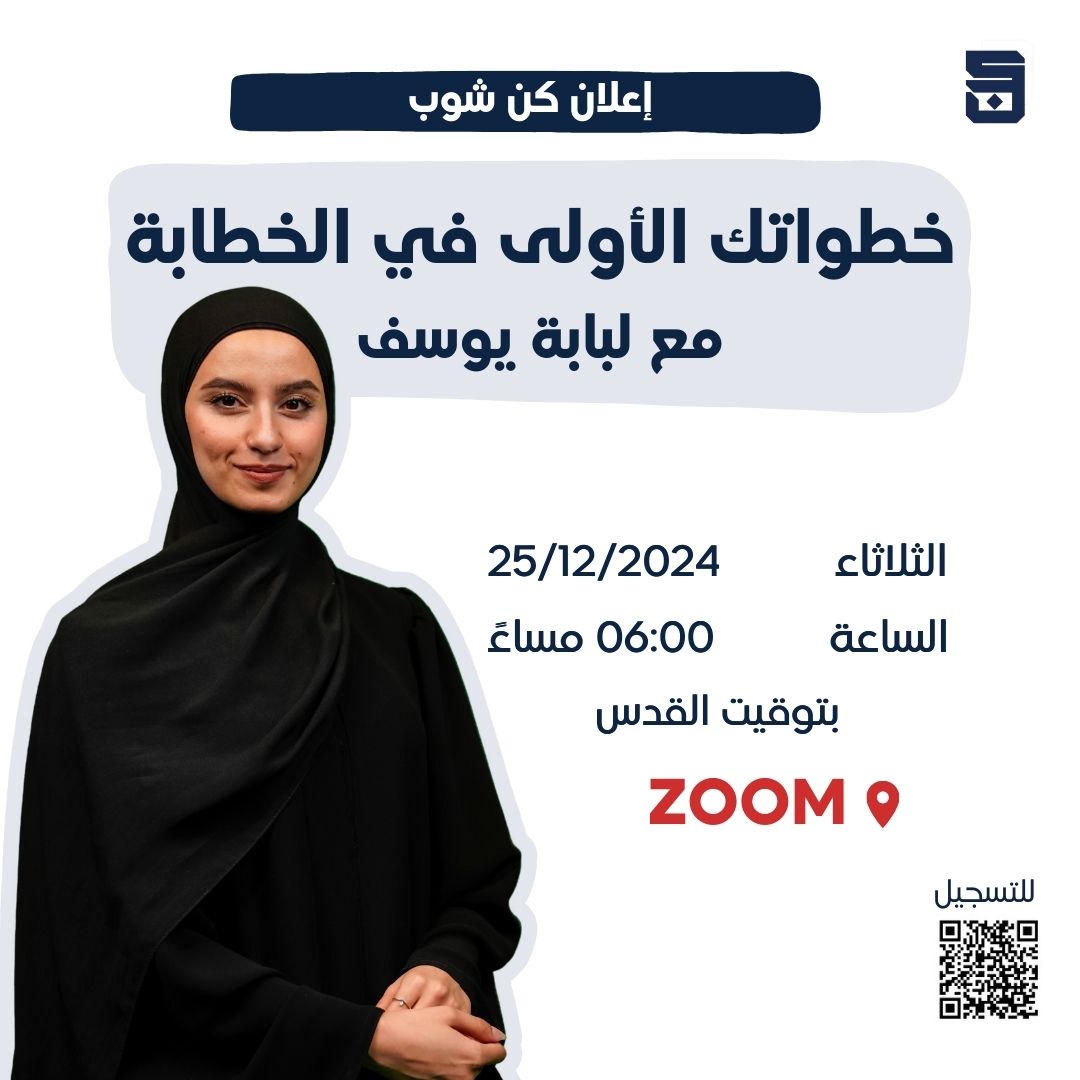 إعلان كن شوب
خطواتك الأولى في الخطابة
مع لبابة يوسف
الثلاثاء 25/12/2024
الساعة 06:00 مساءً
بتوقيت القدس
ZOOM
للتسجيل